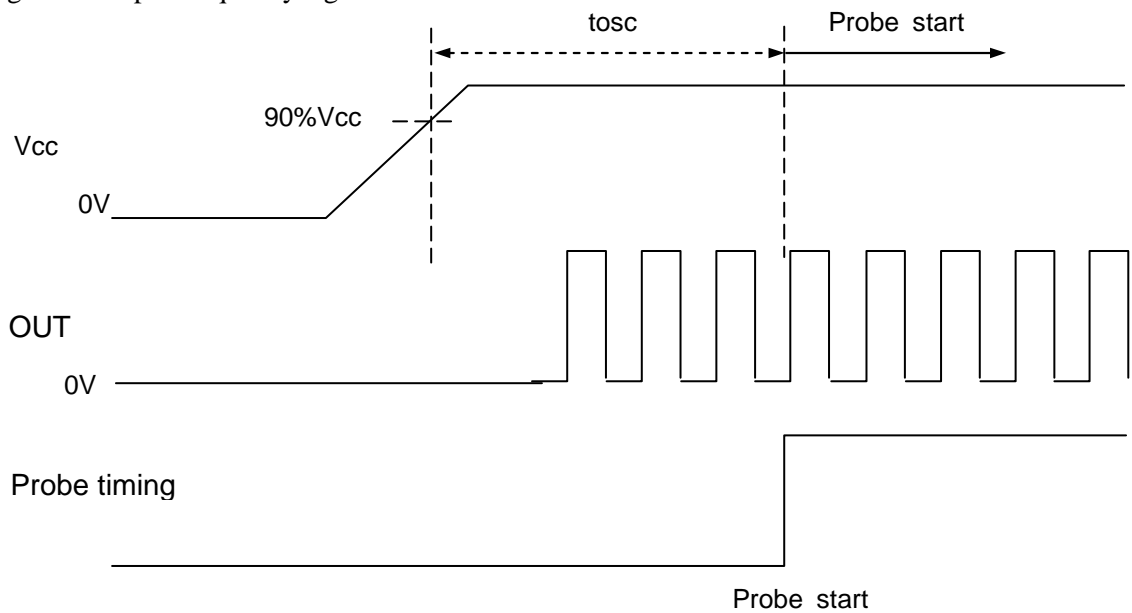 tosc
Probe start
90%Vcc
Vcc
0V
OUT
0V
Probe timing
Probe start